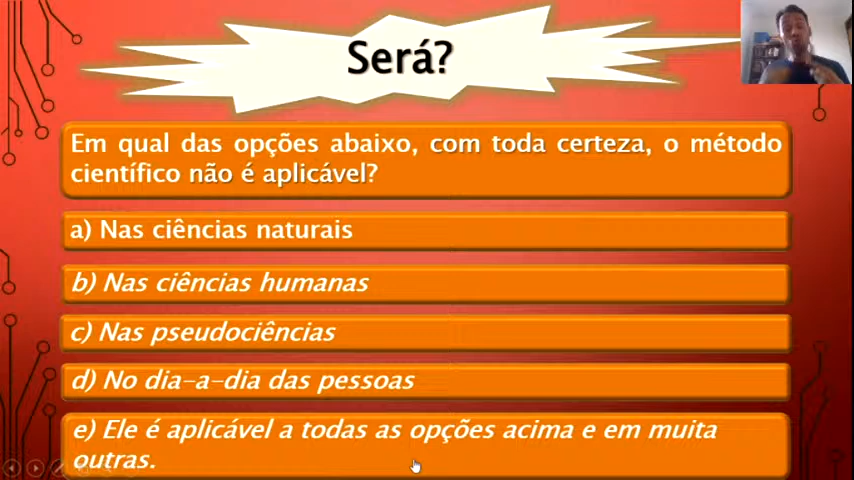 Será?
Em qual das opções abaixo, com toda certeza, o método
científico não é aplicável?
a) Nas ciências naturais
b) Nas ciências humanas
c) Nas pseudociências
d) No dia-a-dia das pessoas
e) Ele é aplicável a todas as opções acima e em muita
outras.